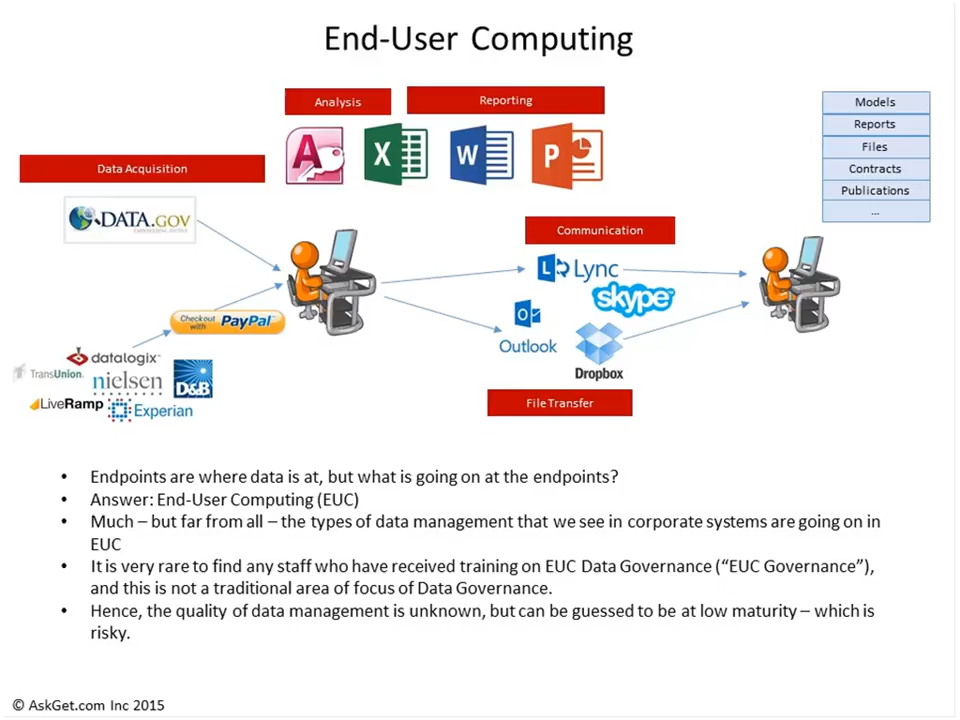 End-User Computing
Analysis
Reporting
A
X
W
P
Models
Reports
Files
Contracts
Publications
...
Data Acquisition
DATA.GOV
Communication
Lync
skype
Checkout with PayPal
Outlook
Dropbox
datalogix
TransUnion.
nielsen
D&B
LiveRamp
Experian
File Transfer
• Endpoints are where data is at, but what is going on at the endpoints?
• Answer: End-User Computing (EUC)
• Much – but far from all – the types of data management that we see in corporate systems are going on in
EUC
• It is very rare to find any staff who have received training on EUC Data Governance (“EUC Governance”),
and this is not a traditional area of focus of Data Governance.
• Hence, the quality of data management is unknown, but can be guessed to be at low maturity – which is
risky.
© AskGet.com Inc 2015